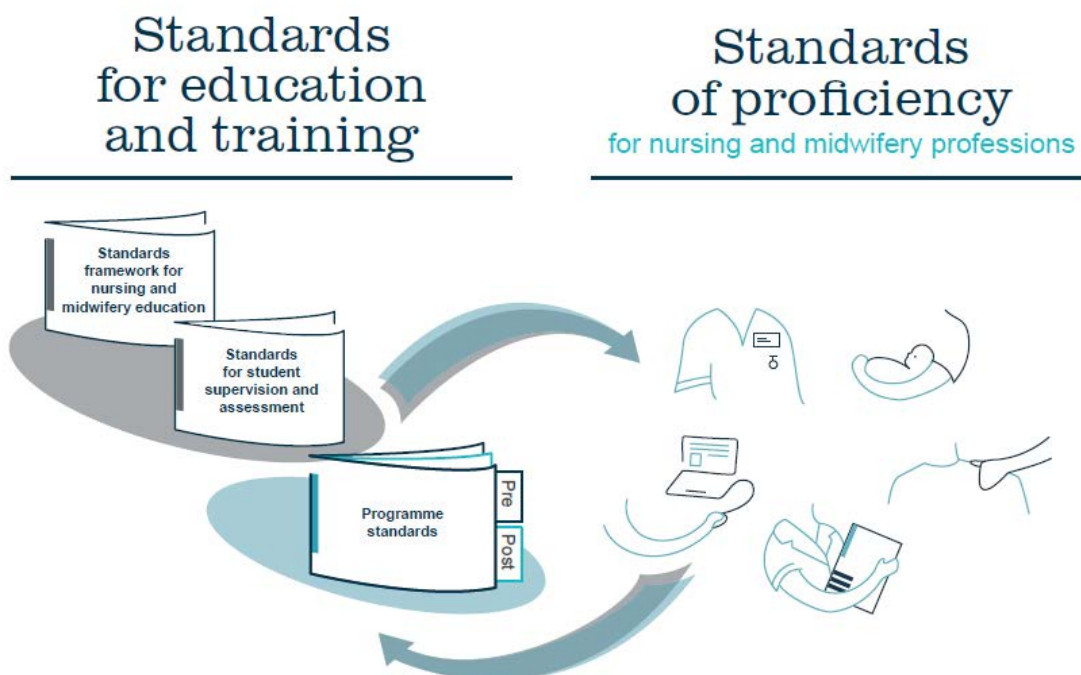 Standards
for education
and training
Standards
of proficiency
for nursing and midwifery professions
Standards
framework for
nursing and
midwifery education
Standards
for student
supervision and
assessment
Programme
standards
Pre
Post